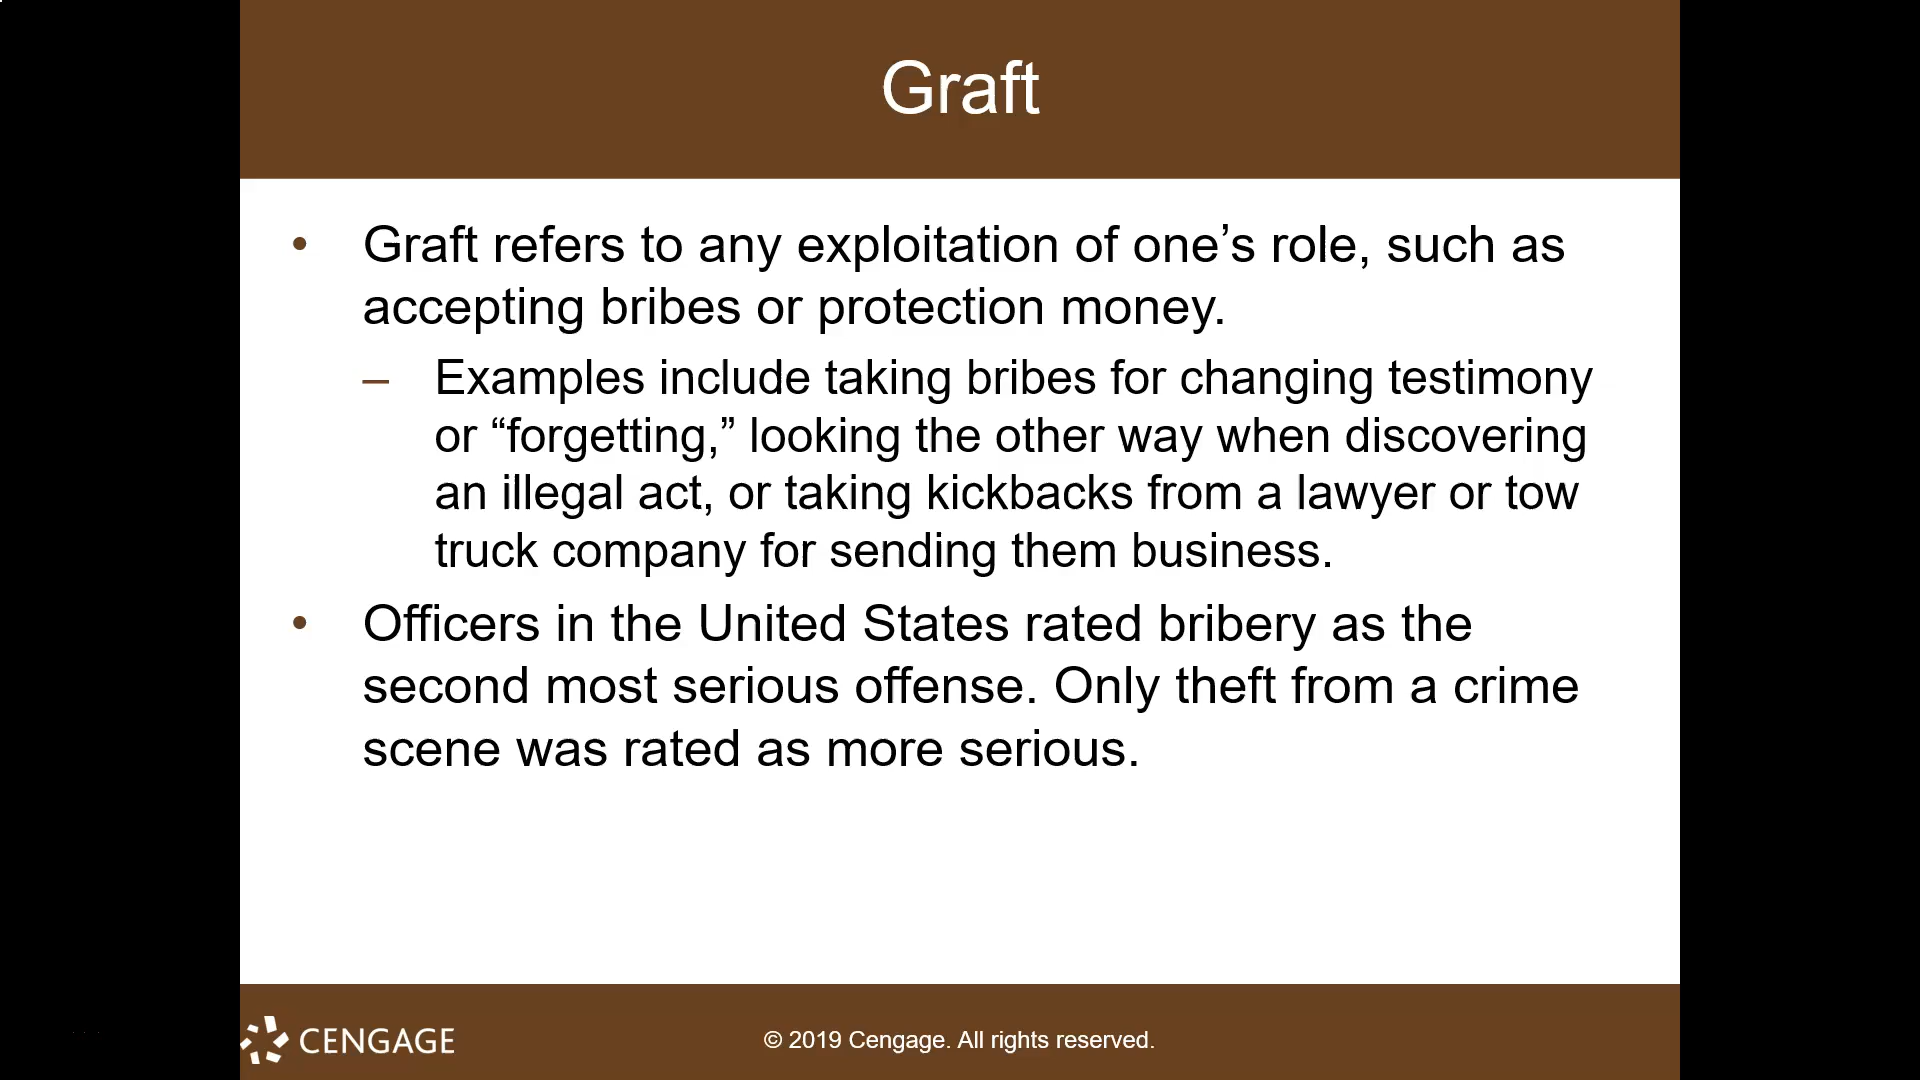 Graft
• Graft refers to any exploitation of one’s role, such as
accepting bribes or protection money.
– Examples include taking bribes for changing testimony
or “forgetting,” looking the other way when discovering
an illegal act, or taking kickbacks from a lawyer or tow
truck company for sending them business.
• Officers in the United States rated bribery as the
second most serious offense. Only theft from a crime
scene was rated as more serious.
CENGAGE
© 2019 Cengage. All rights reserved.